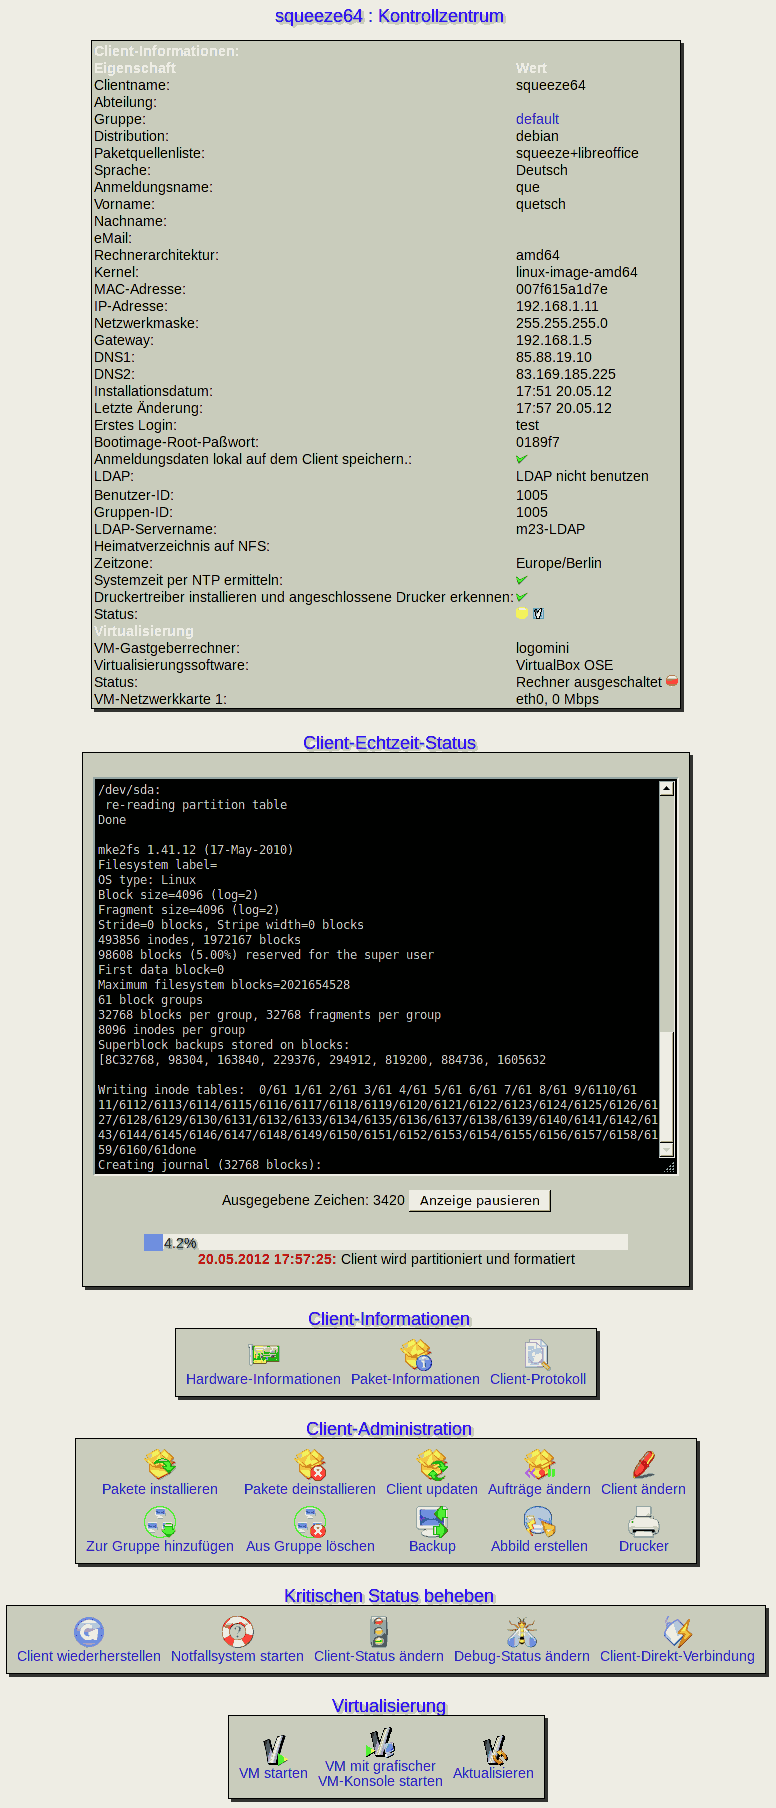 squeeze64 : Kontrollzentrum
Client-Informationen:
Eigenschaft Wert
Clientname: squeeze64
Abteilung:
Gruppe: default
Distribution: debian
Paketquellenliste: squeeze+libreoffice
Sprache: Deutsch
Anmeldungsname: que
Vorname: quetsch
Nachname:
eMail:
Rechnerarchitektur: amd64
Kernel: linux-image-amd64
MAC-Adresse: 007f615a1d7e
IP-Adresse: 192.168.1.11
Netzwerkmaske: 255.255.255.0
Gateway: 192.168.1.5
DNS1: 85.88.19.10
DNS2: 83.169.185.225
Installationsdatum: 17:51 20.05.12
Letzte Änderung: 17:57 20.05.12
Erstes Login: test
Bootimage-Root-Paßwort: 0189f7
Anmeldungsdaten lokal auf dem Client speichern.:
LDAP: LDAP nicht benutzen
Benutzer-ID: 1005
Gruppen-ID: 1005
LDAP-Servername: m23-LDAP
Heimatverzeichnis auf NFS:
Zeitzone: Europe/Berlin
Systemzeit per NTP ermitteln:
Druckertreiber installieren und angeschlossene Drucker erkennen:
Status:
Virtualisierung
VM-Gastgeberrechner: logomini
Virtualisierungssoftware: VirtualBox OSE
Status: Rechner ausgeschaltet
VM-Netzwerkkarte 1: eth0, 0 Mbps
Client-Echtzeit-Status
/dev/sda:
re-reading partition table
Done
mke2fs 1.41.12 (17-May-2010)
Filesystem label=
OS type: Linux
Block size=4096 (log=2)
Fragment size=4096 (log=2)
Stride=0 blocks, Stripe width=0 blocks
493856 inodes, 1972167 blocks
98608 blocks (5.00%) reserved for the super user
First data block=0
Maximum filesystem blocks=2021654528
61 block groups
32768 blocks per group, 32768 fragments per group
8096 inodes per group
Superblock backups stored on blocks:
[8C32768, 98304, 163840, 229376, 294912, 819200, 884736, 1605632
Writing inode tables:  0/61 1/61 2/61 3/61 4/61 5/61 6/61 7/61 8/61 9/6110/61
11/6112/6113/6114/6115/6116/6117/6118/6119/6120/6121/6122/6123/6124/6125/6126/61
27/6128/6129/6130/6131/6132/6133/6134/6135/6136/6137/6138/6139/6140/6141/6142/61
43/6144/6145/6146/6147/6148/6149/6150/6151/6152/6153/6154/6155/6156/6157/6158/61
59/6160/61done
Creating journal (32768 blocks):
Ausgegebene Zeichen: 3420 Anzeige pausieren
4.2%
20.05.2012 17:57:25: Client wird partitioniert und formatiert
Client-Informationen
Hardware-Informationen Paket-Informationen Client-Protokoll
Client-Administration
Pakete installieren Pakete deinstallieren Client updaten Aufträge ändern Client ändern
Zur Gruppe hinzufügen Aus Gruppe löschen Backup Abbild erstellen Drucker
Kritischen Status beheben
Client wiederherstellen Notfallsystem starten Client-Status ändern Debug-Status ändern Client-Direkt-Verbindung
Virtualisierung
VM starten VM mit grafischer VM-Konsole starten Aktualisieren